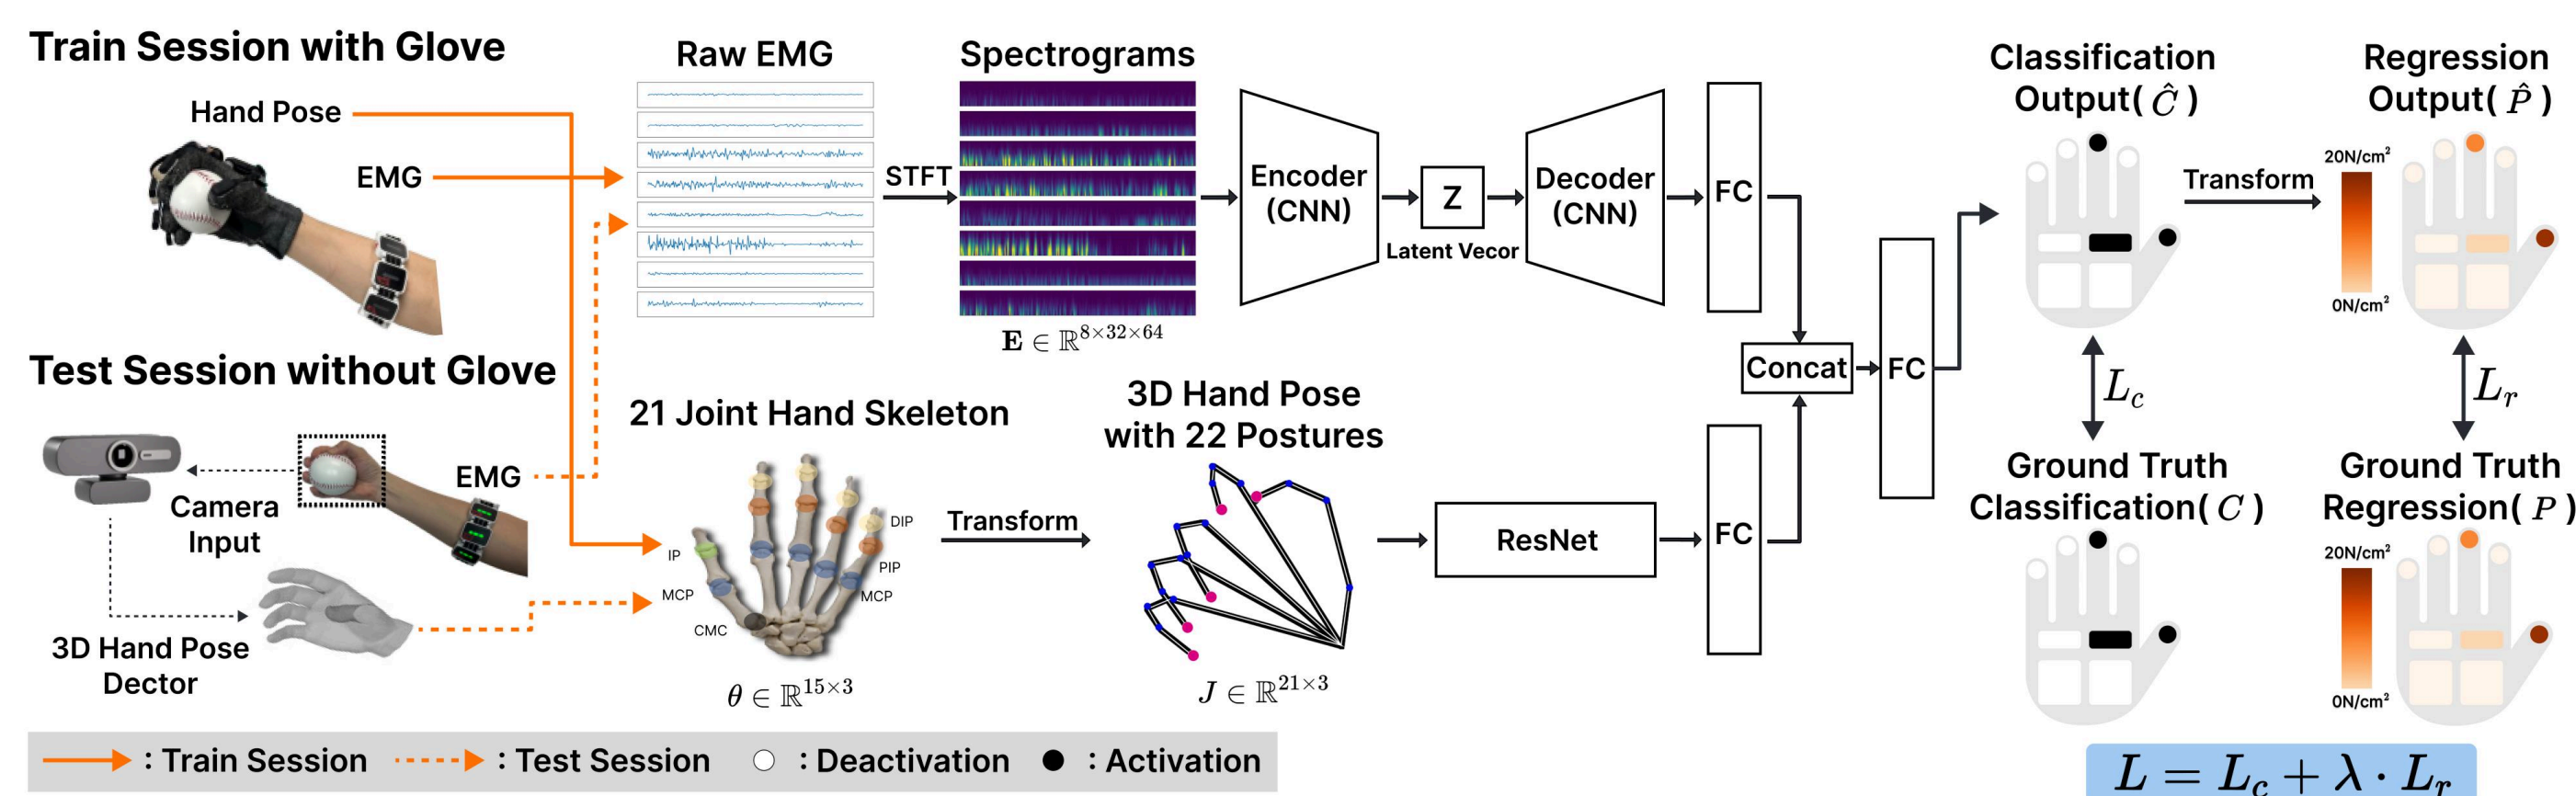 Train Session with Glove
Hand Pose
EMG
Raw EMG
STFT
Spectrograms
𝐄 ∈ ℝ^{8×32×64}
Encoder
(CNN)
Z
Latent Vecor
Decoder
(CNN)
FC
Test Session without Glove
Camera
Input
EMG
3D Hand Pose
Dector
21 Joint Hand Skeleton
IP
MCP
CMC
DIP
PIP
MCP
θ ∈ ℝ^{15×3}
Transform
3D Hand Pose
with 22 Postures
J ∈ ℝ^{21×3}
ResNet
FC
Concat
FC
Classification
Output( Ĉ )
Transform
Regression
Output( P̂ )
20N/cm²
0N/cm²
L_c
L_r
Ground Truth
Classification( C )
Ground Truth
Regression( P )
20N/cm²
0N/cm²
: Train Session
: Test Session
: Deactivation
: Activation
L = L_c + λ · L_r